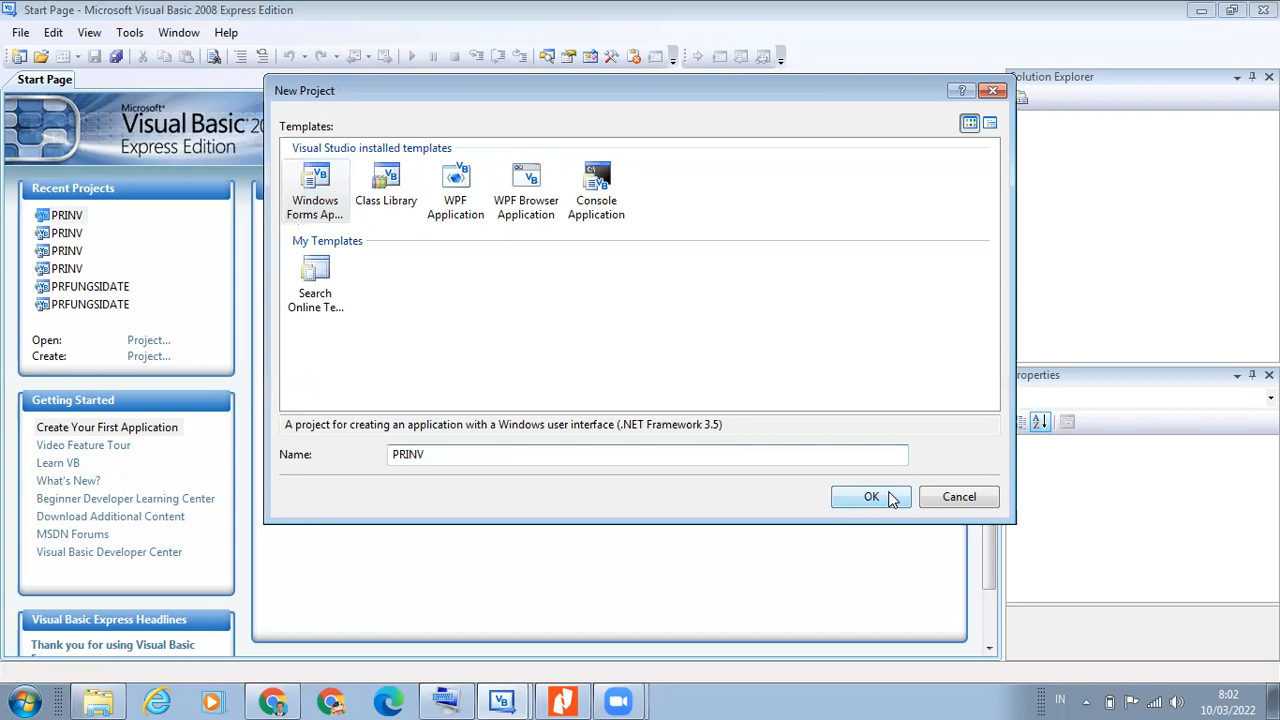 Start Page - Microsoft Visual Basic 2008 Express Edition
File Edit View Tools Window Help
Start Page
Microsoft®
Visual Basic 20
Express Edition
Recent Projects
PRINV
PRINV
PRINV
PRINV
PRFUNGSIDATE
PRFUNGSIDATE
Open: Project...
Create: Project...
Getting Started
Create Your First Application
Video Feature Tour
Learn VB
What's New?
Beginner Developer Learning Center
Download Additional Content
MSDN Forums
Visual Basic Developer Center
Visual Basic Express Headlines
Thank you for using Visual Basic
New Project
Templates:
Visual Studio installed templates
Windows Forms Ap...
Class Library
WPF Application
WPF Browser Application
Console Application
My Templates
Search Online Te...
A project for creating an application with a Windows user interface (.NET Framework 3.5)
Name: PRINV
OK Cancel
Solution Explorer
Properties
IN
8:02
10/03/2022